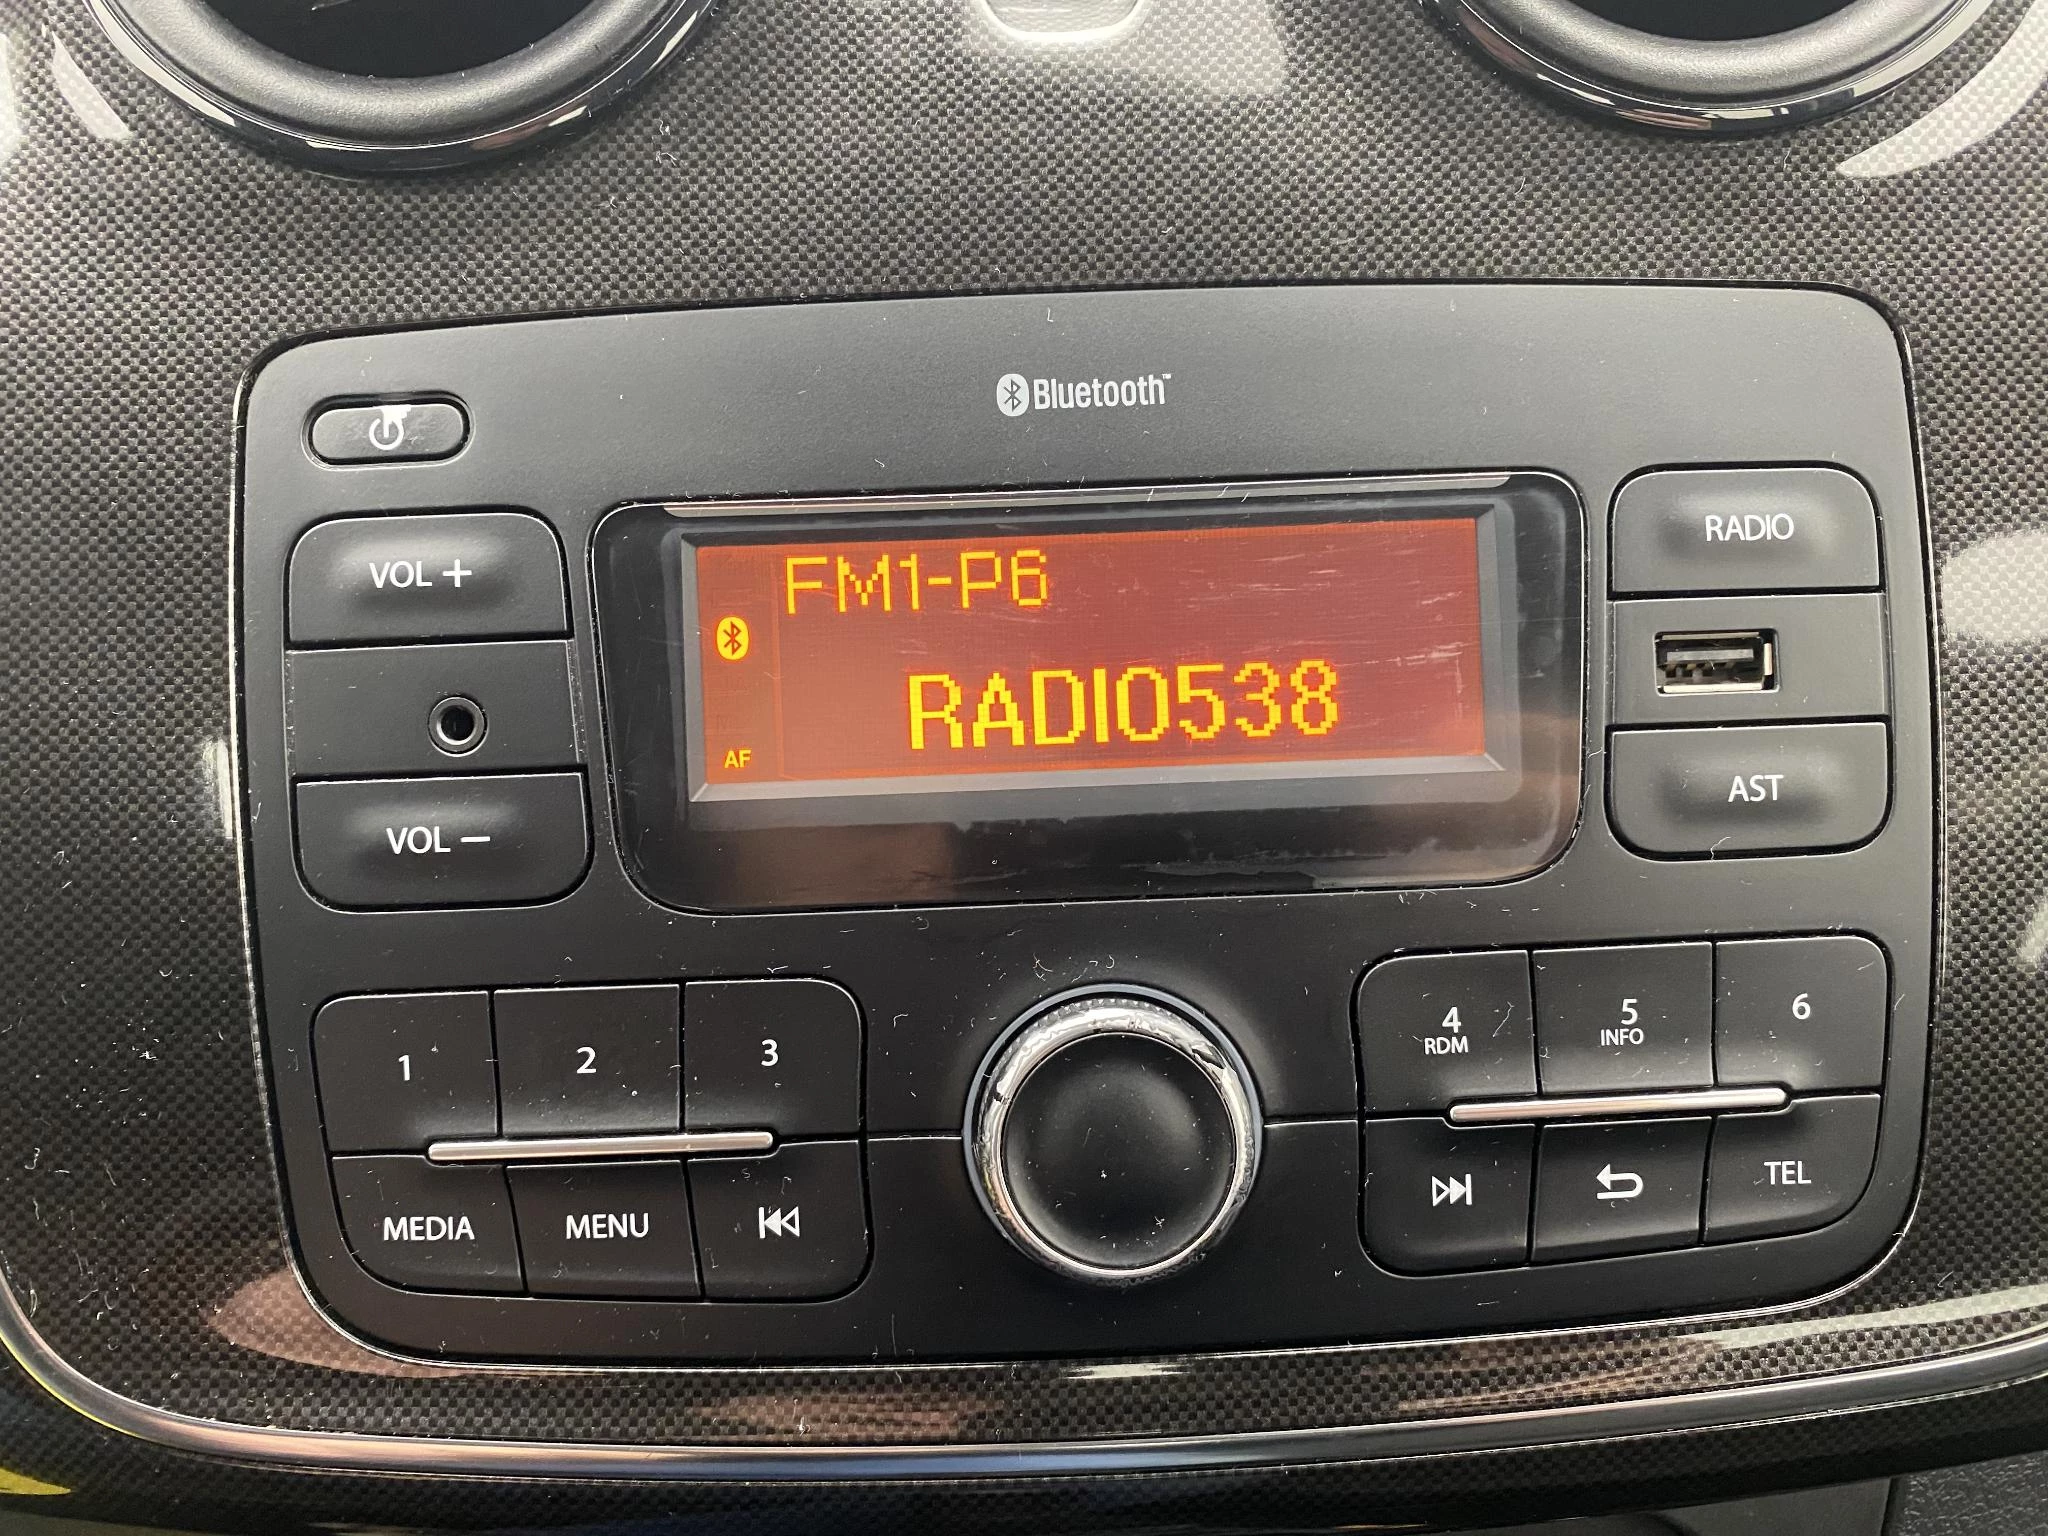 Bluetooth™
VOL +
FM1-P6
RADIO538
AF
RADIO
VOL −
AST
1
2
3
4
RDM
5
INFO
6
MEDIA
MENU
TEL